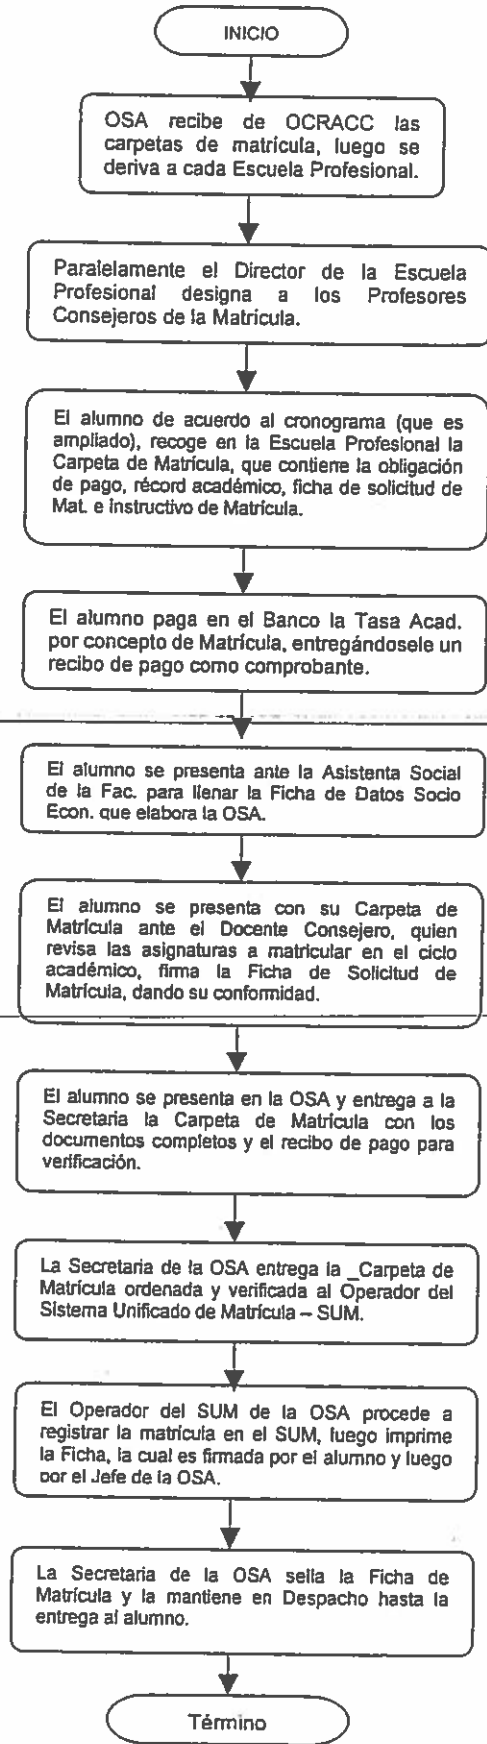 INICIO
OSA recibe de OCRACC las
carpetas de matrícula, luego se
deriva a cada Escuela Profesional.
Paralelamente el Director de la Escuela
Profesional designa a los Profesores
Consejeros de la Matrícula.
El alumno de acuerdo al cronograma (que es
ampliado), recoge en la Escuela Profesional la
Carpeta de Matrícula, que contiene la obligación
de pago, récord académico, ficha de solicitud de
Mat. e instructivo de Matrícula.
El alumno paga en el Banco la Tasa Acad.
por concepto de Matrícula, entregándosele un
recibo de pago como comprobante.
El alumno se presenta ante la Asistenta Social
de la Fac. para llenar la Ficha de Datos Socio
Econ. que elabora la OSA.
El alumno se presenta con su Carpeta de
Matrícula ante el Docente Consejero, quien
revisa las asignaturas a matricular en el ciclo
académico, firma la Ficha de Solicitud de
Matrícula, dando su conformidad.
El alumno se presenta en la OSA y entrega a la
Secretaria la Carpeta de Matrícula con los
documentos completos y el recibo de pago para
verificación.
La Secretaria de la OSA entrega la _Carpeta de
Matrícula ordenada y verificada al Operador del
Sistema Unificado de Matrícula – SUM.
El Operador del SUM de la OSA procede a
registrar la matrícula en el SUM, luego imprime
la Ficha, la cual es firmada por el alumno y luego
por el Jefe de la OSA.
La Secretaria de la OSA sella la Ficha de
Matrícula y la mantiene en Despacho hasta la
entrega al alumno.
Término